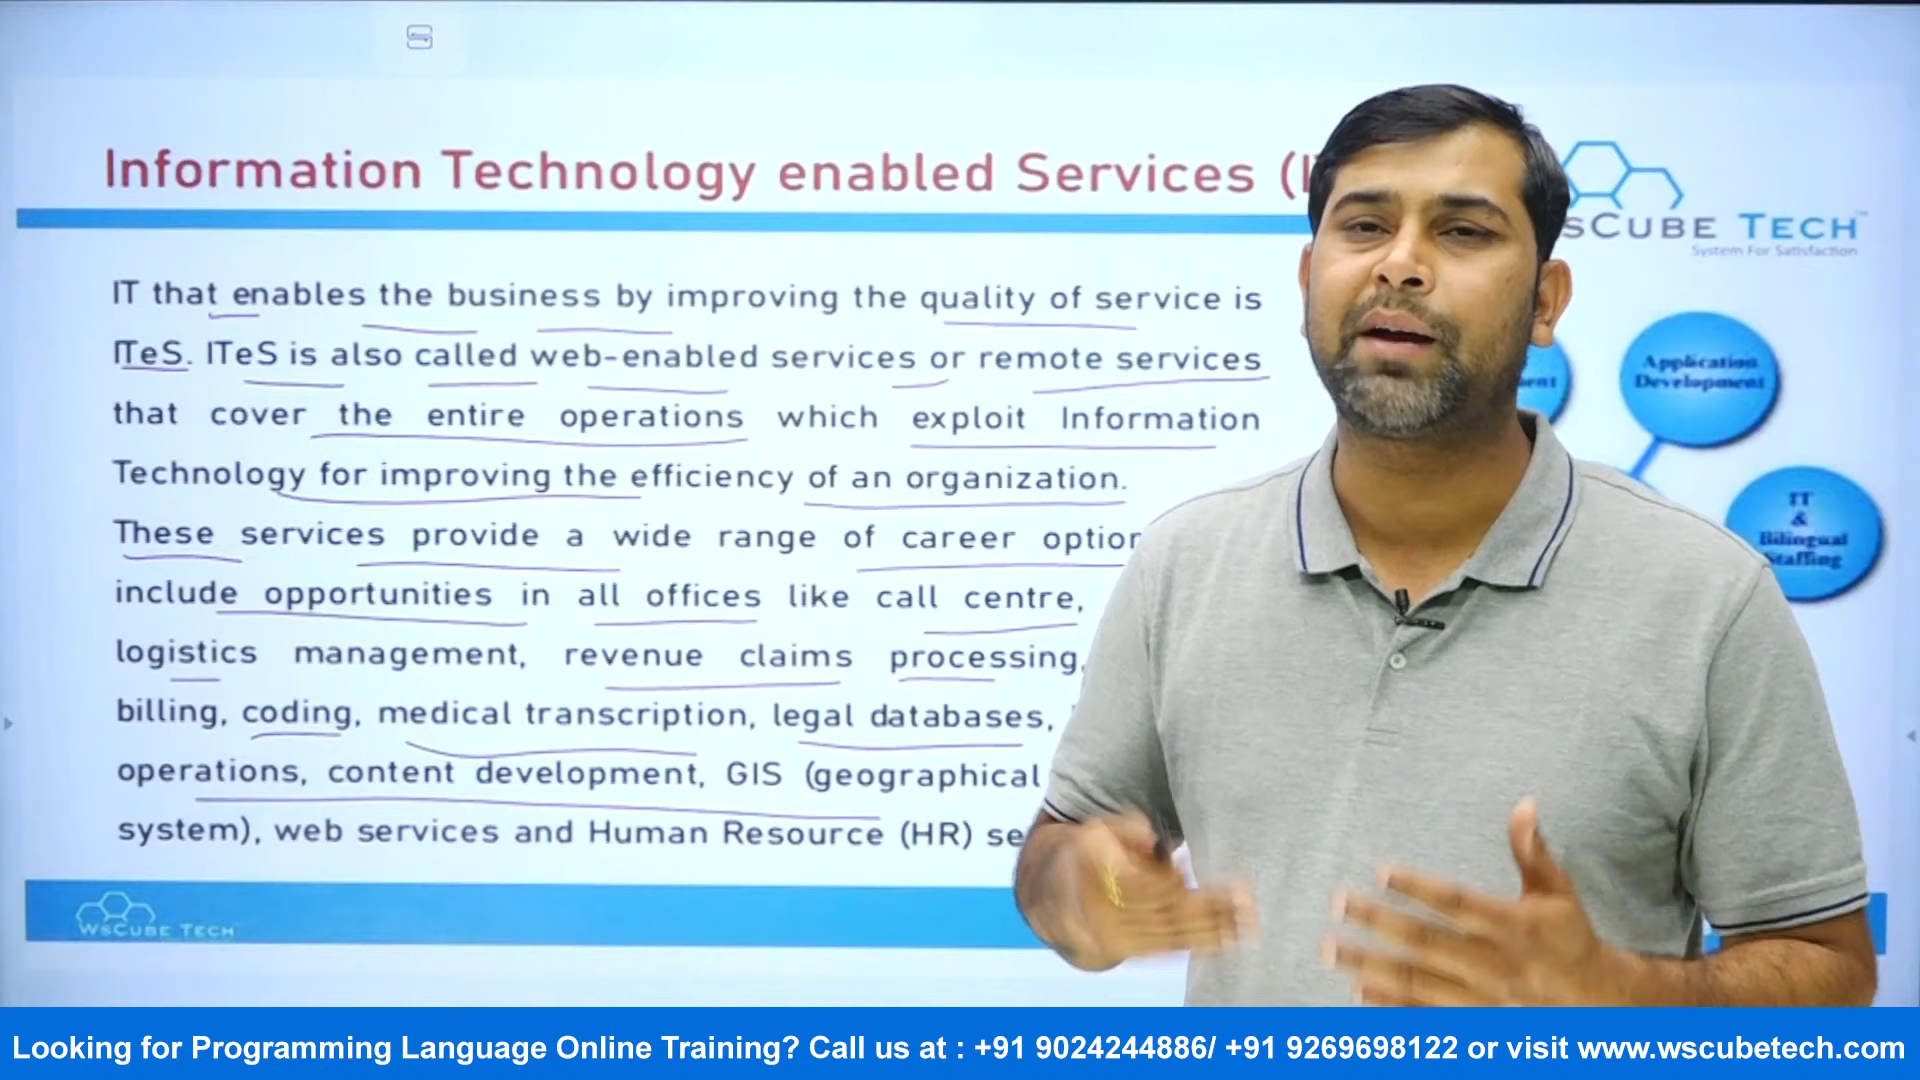 Information Technology enabled Services
SCUBE TECH
System For Satisfaction
IT that enables the business by improving the quality of service is
ITeS. ITeS is also called web-enabled services or remote services
that cover the entire operations which exploit Information
Technology for improving the efficiency of an organization.
These services provide a wide range of career
include opportunities in all offices like call centre,
logistics management, revenue claims processing,
billing, coding, medical transcription, legal databases,
operations, content development, GIS (geographical
system), web services and Human Resource (HR)
Application
Development
IT
&
Bilingual
Staffing
WSCUBE TECH
Looking for Programming Language Online Training? Call us at : +91 9024244886/ +91 9269698122 or visit www.wscubetech.com